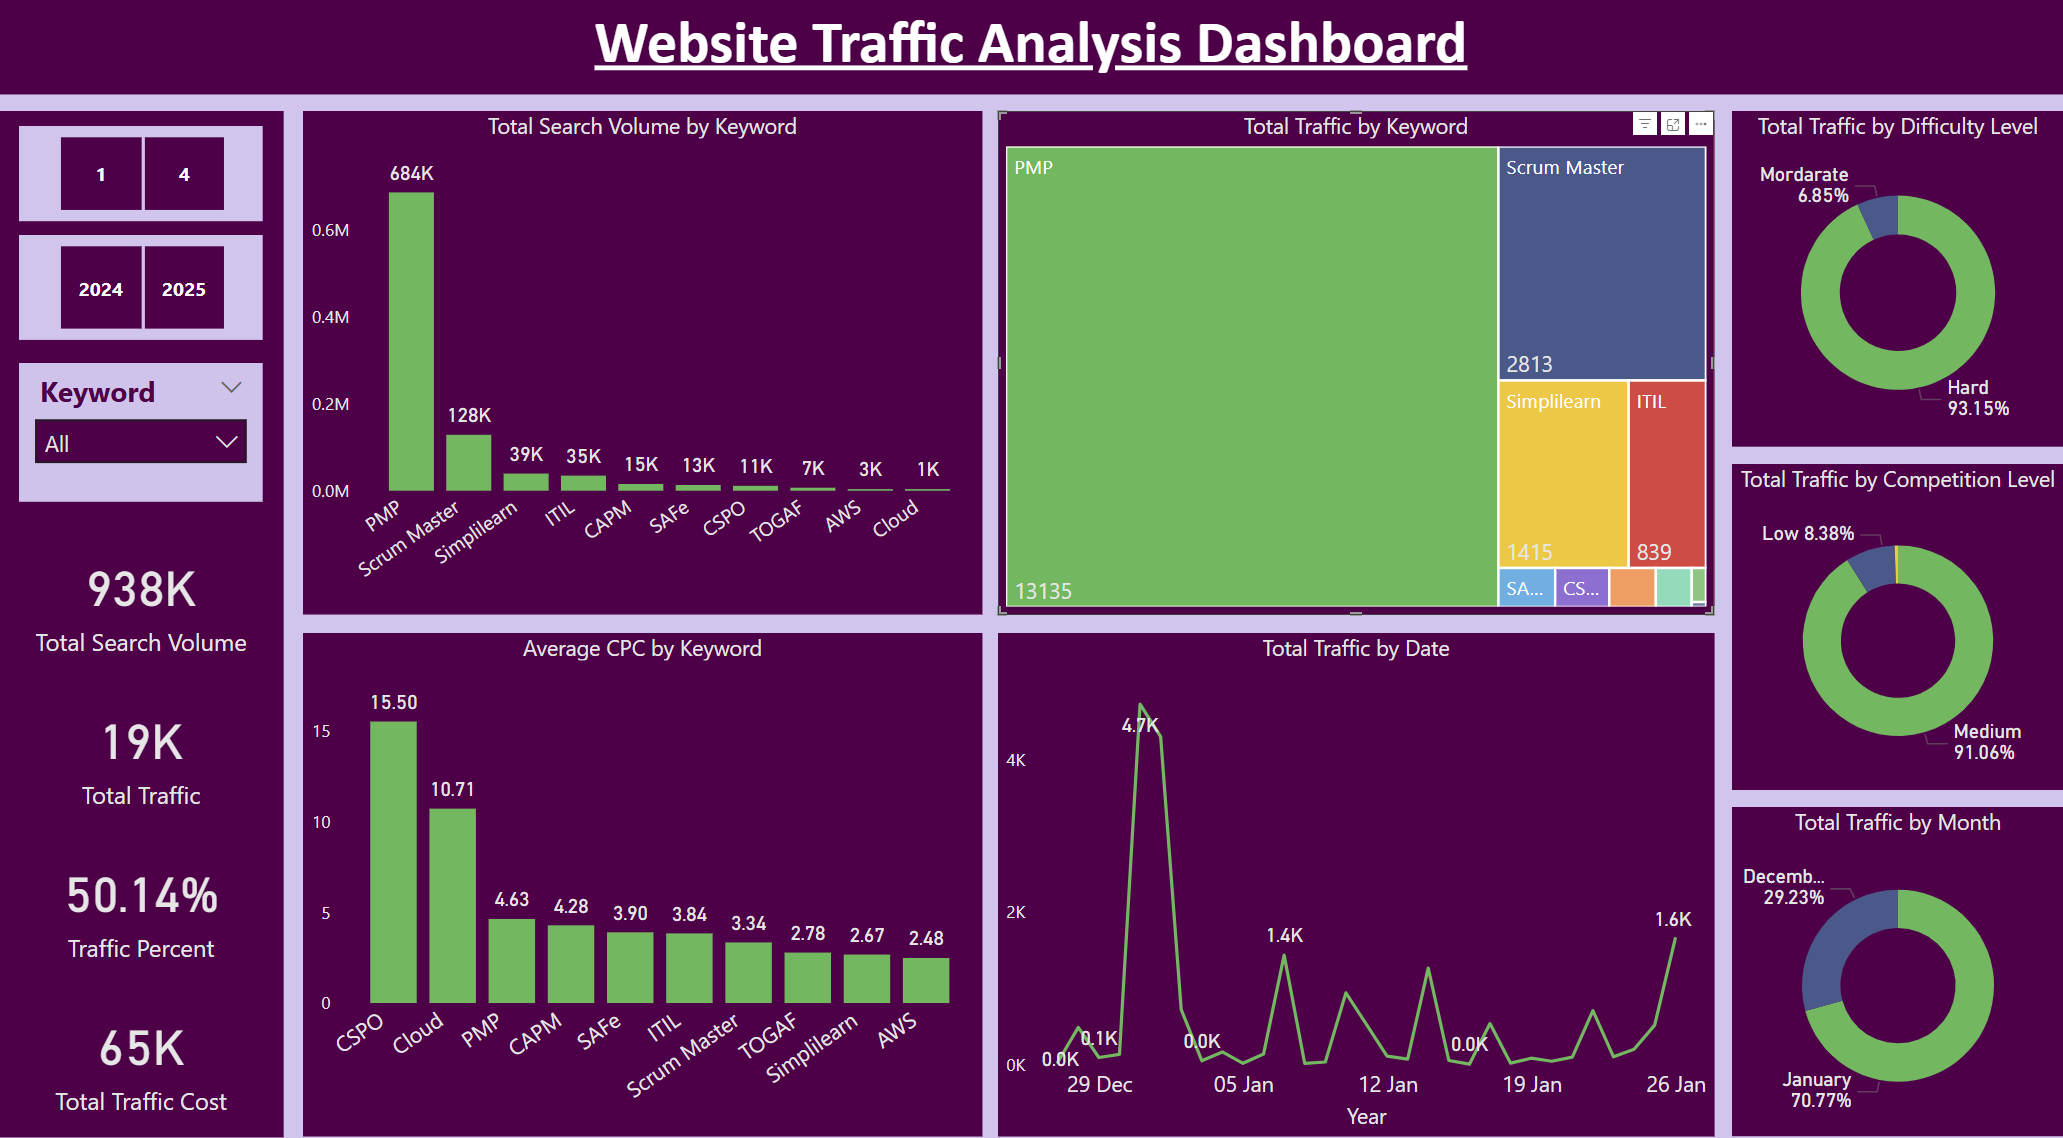 Website Traffic Analysis Dashboard
1
4
2024
2025
Keyword
All
938K
Total Search Volume
19K
Total Traffic
50.14%
Traffic Percent
65K
Total Traffic Cost
Total Search Volume by Keyword
684K
128K
39K
35K
15K
13K
11K
7K
3K
1K
0.6M
0.4M
0.2M
0.0M
PMP
Scrum Master
Simplilearn
ITIL
CAPM
SAFe
CSPO
TOGAF
AWS
Cloud
Total Traffic by Keyword
PMP
13135
Scrum Master
2813
Simplilearn
1415
ITIL
839
SA...
CS...
Total Traffic by Difficulty Level
Mordarate
6.85%
Hard
93.15%
Total Traffic by Competition Level
Low 8.38%
Medium
91.06%
Average CPC by Keyword
15.50
10.71
4.63
4.28
3.90
3.84
3.34
2.78
2.67
2.48
15
10
5
0
CSPO
Cloud
PMP
CAPM
SAFe
ITIL
Scrum Master
TOGAF
Simplilearn
AWS
Total Traffic by Date
4K
2K
0K
0.0K
0.1K
4.7K
0.0K
1.4K
0.0K
1.6K
29 Dec
05 Jan
12 Jan
19 Jan
26 Jan
Year
Total Traffic by Month
Decemb...
29.23%
January
70.77%